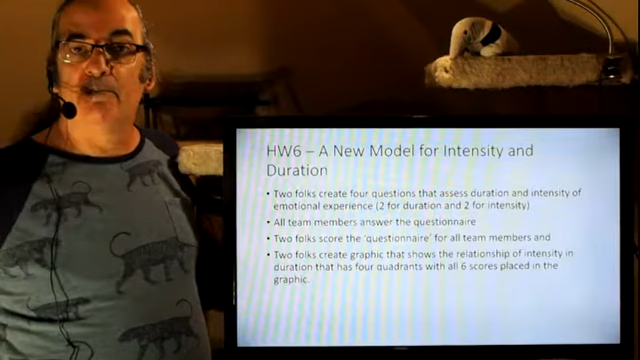 HW6 – A New Model for Intensity and
Duration
• Two folks create four questions that assess duration and intensity of
emotional experience (2 for duration and 2 for intensity)
• All team members answer the questionnaire
• Two folks score the 'questionnaire' for all team members and
• Two folks create graphic that shows the relationship of intensity in
duration that has four quadrants with all 6 scores placed in the
graphic.